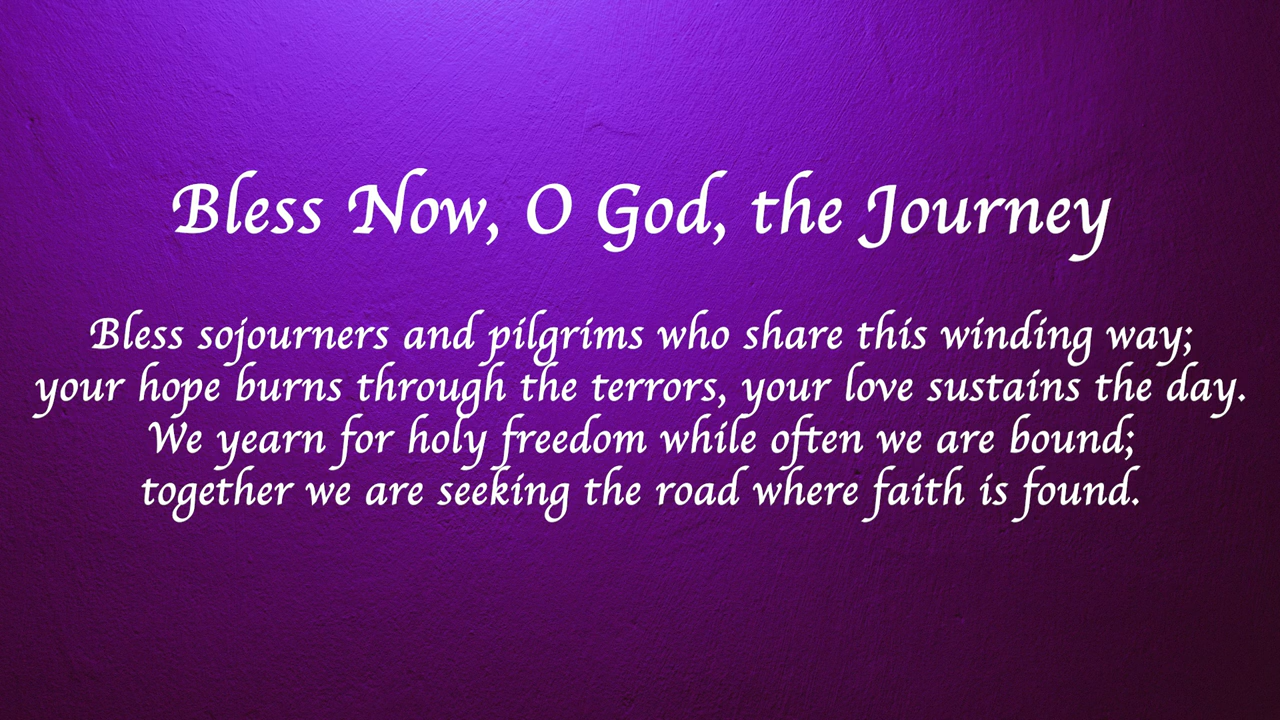 Bless Now, O God, the Journey
Bless sojourners and pilgrims who share this winding way;
your hope burns through the terrors, your love sustains the day.
We yearn for holy freedom while often we are bound;
together we are seeking the road where faith is found.